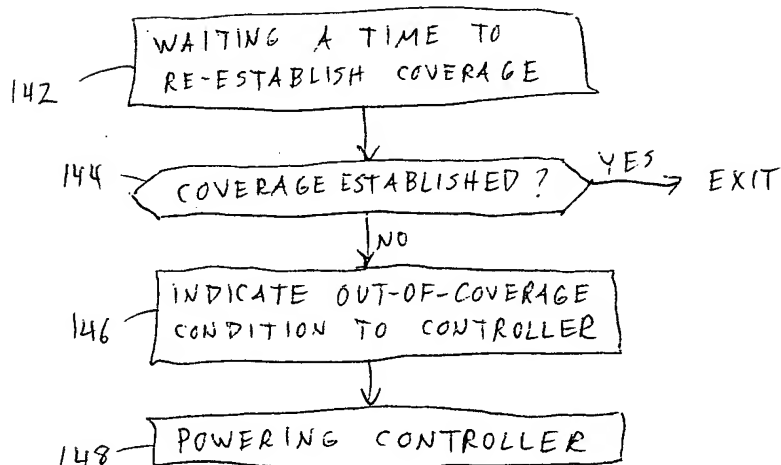 WAITING A TIME TO
RE-ESTABLISH COVERAGE
142
144
COVERAGE ESTABLISHED?
YES
EXIT
NO
INDICATE OUT-OF-COVERAGE
CONDITION TO CONTROLLER
146
POWERING CONTROLLER
148